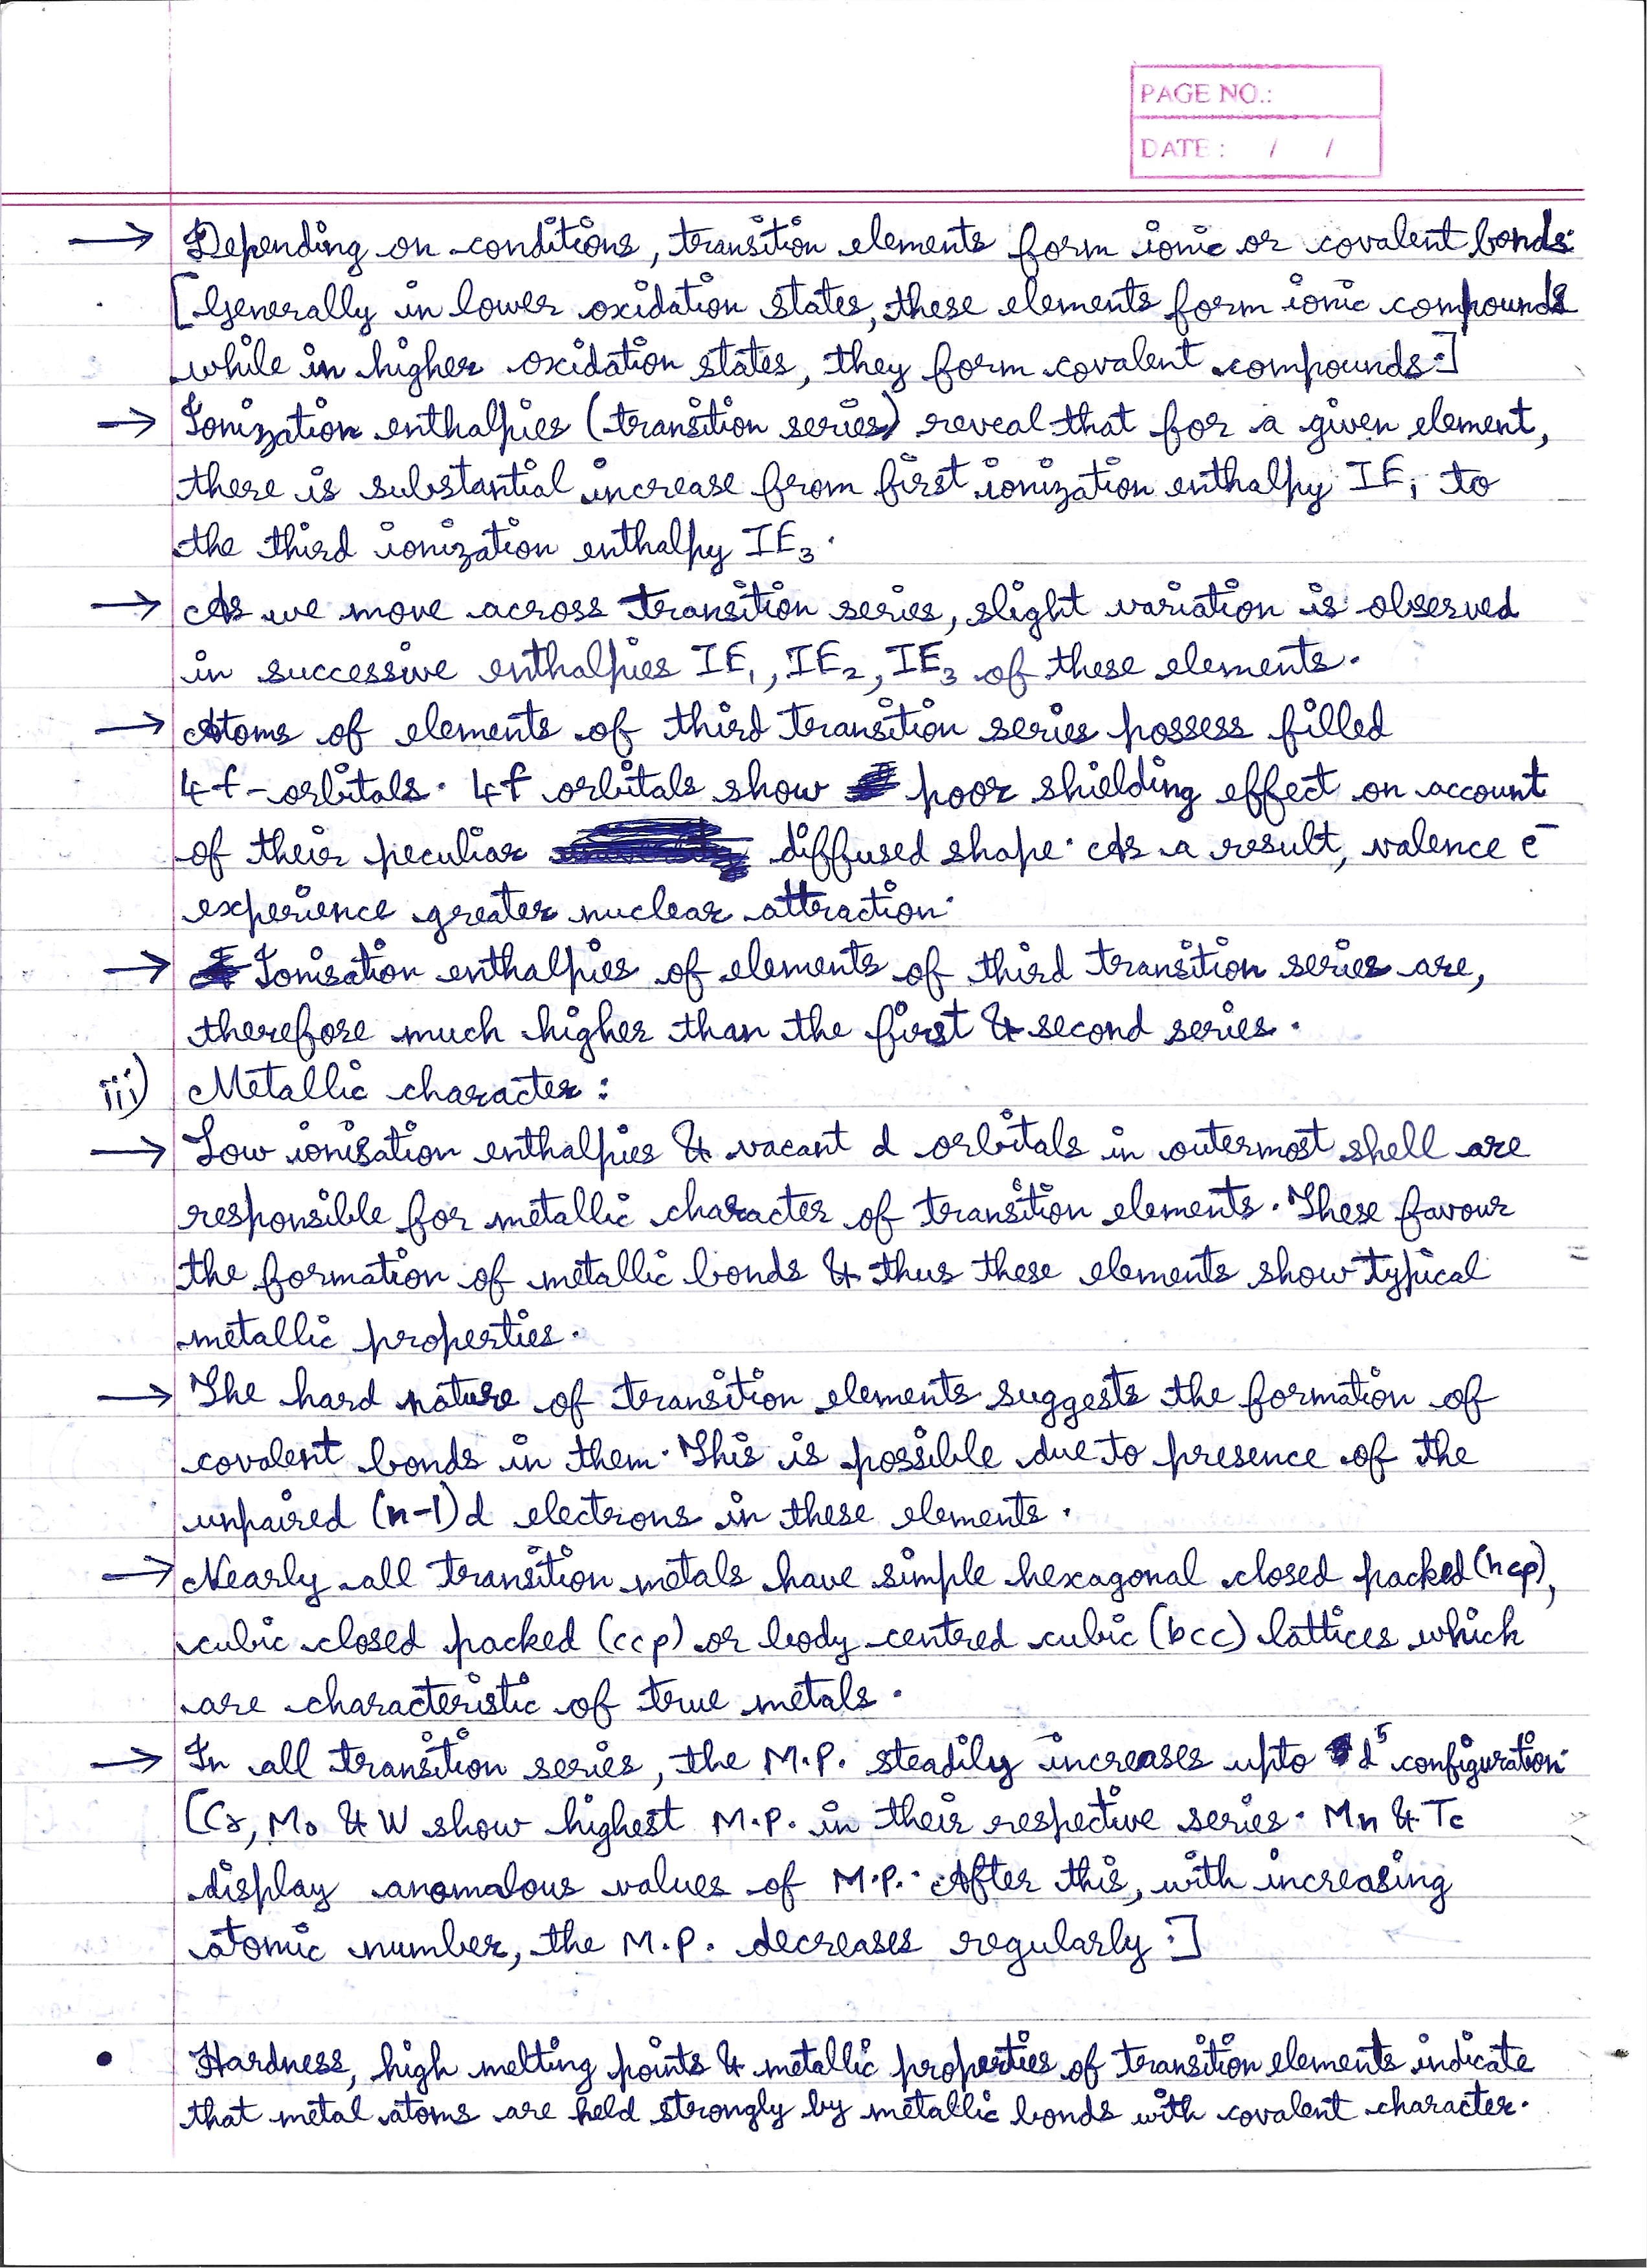 PAGE NO.:
DATE : / /
→ Depending on conditions, transition elements form ionic or covalent bonds.
[Generally in lower oxidation states, these elements form ionic compounds
while in higher oxidation states, they form covalent compounds.]
→ Ionization enthalpies (transition series) reveal that for a given element,
there is substantial increase from first ionization enthalpy IE₁ to
the third ionization enthalpy IE₃.
→ As we move across transition series, slight variation is observed
in successive enthalpies IE₁, IE₂, IE₃ of these elements.
→ Atoms of elements of third transition series possess filled
4f-orbitals. 4f orbitals show poor shielding effect on account
of their peculiar diffused shape. As a result, valence e⁻
experience greater nuclear attraction.
→ Ionisation enthalpies of elements of third transition series are,
therefore much higher than the first & second series.
iii) Metallic character:
→ Low ionisation enthalpies & vacant d orbitals in outermost shell are
responsible for metallic character of transition elements. These favour
the formation of metallic bonds & thus these elements show typical
metallic properties.
→ The hard nature of transition elements suggests the formation of
covalent bonds in them. This is possible due to presence of the
unpaired (n-1)d electrons in these elements.
→ Nearly all transition metals have simple hexagonal closed packed (hcp),
cubic closed packed (ccp) or body centred cubic (bcc) lattices which
are characteristic of true metals.
→ In all transition series, the M.P. steadily increases upto d⁵ configuration.
[Cr, Mo & W show highest M.P. in their respective series. Mn & Tc
display anomalous values of M.P.. After this, with increasing
atomic number, the M.P. decreases regularly.]
• Hardness, high melting points & metallic properties of transition elements indicate
that metal atoms are held strongly by metallic bonds with covalent character.